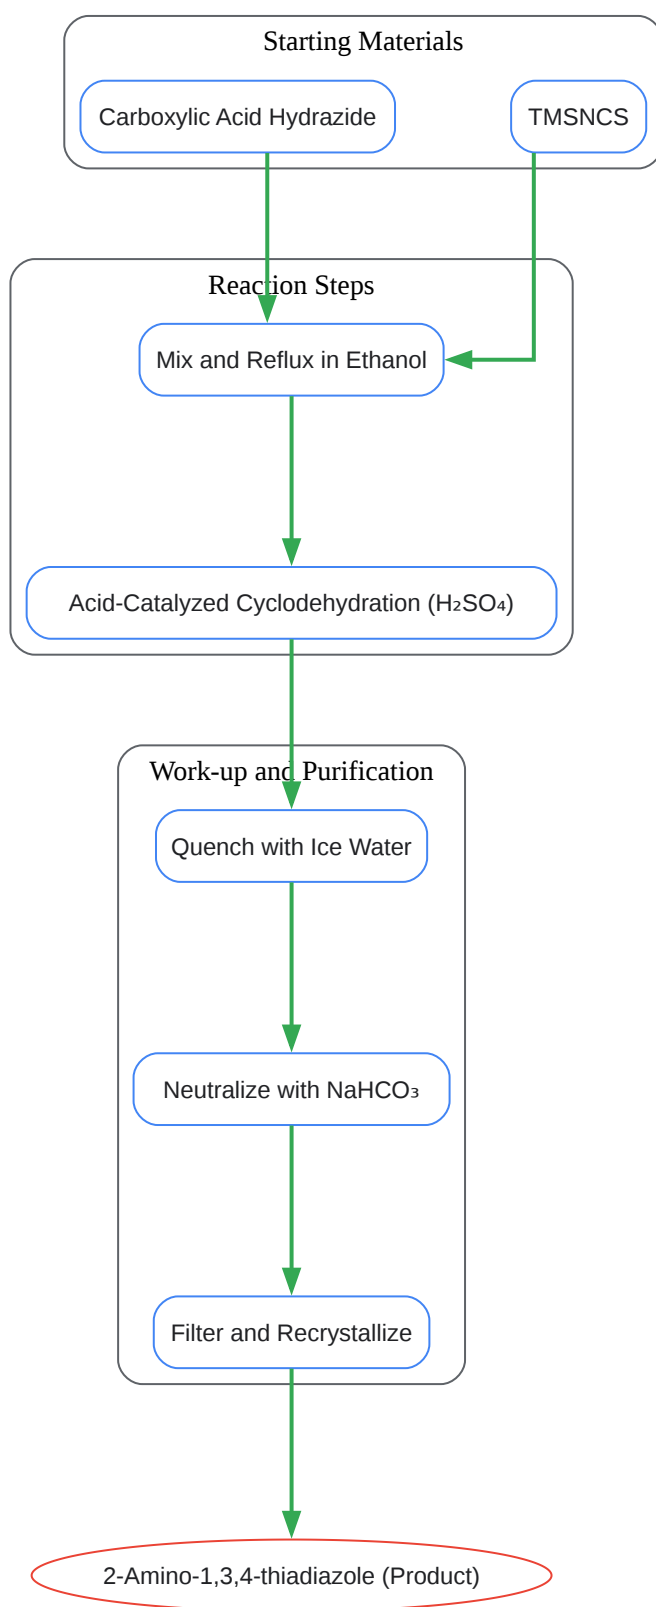 Starting Materials
Carboxylic Acid Hydrazide
TMSNCS
Reaction Steps
Mix and Reflux in Ethanol
Acid-Catalyzed Cyclodehydration (H₂SO₄)
Work-up and Purification
Quench with Ice Water
Neutralize with NaHCO₃
Filter and Recrystallize
2-Amino-1,3,4-thiadiazole (Product)